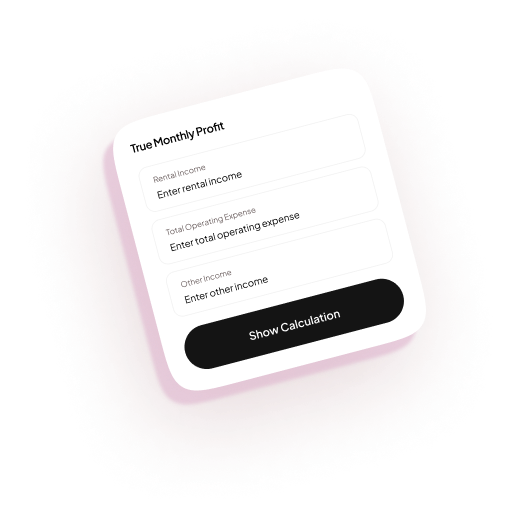 True Monthly Profit
Rental Income
Enter rental income
Total Operating Expense
Enter total operating expense
Other Income
Enter other income
Show Calculation